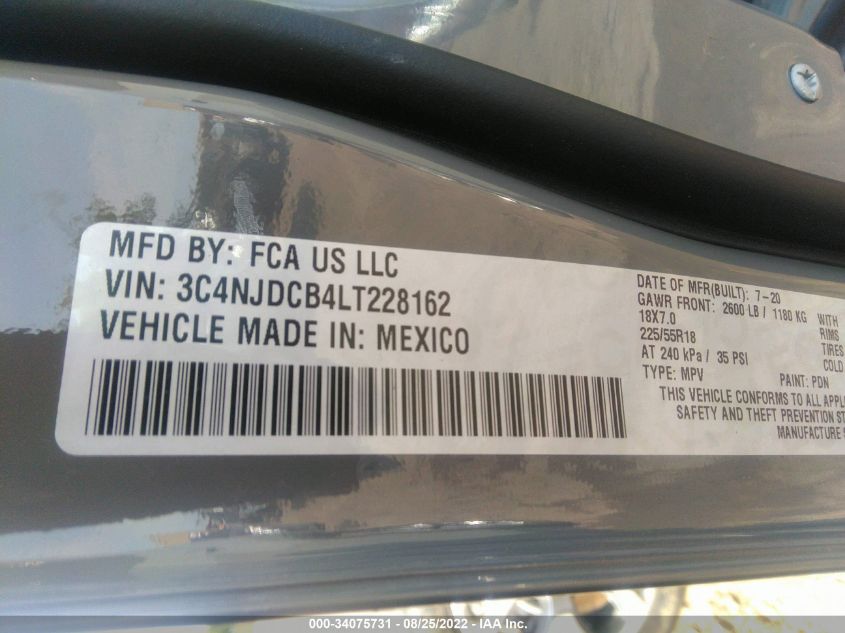 MFD BY: FCA US LLC
VIN: 3C4NJDCB4LT228162
VEHICLE MADE IN: MEXICO
DATE OF MFR(BUILT): 7-20
GAWR FRONT: 2600 LB / 1180 KG WITH
18X7.0 RIMS
225/55R18 TIRES
AT 240 kPa / 35 PSI COLD
TYPE: MPV PAINT: PDN
THIS VEHICLE CONFORMS TO ALL
SAFETY AND THEFT PREVENTION
MANUFACTURE
000-34075731 - 08/25/2022 - IAA Inc.